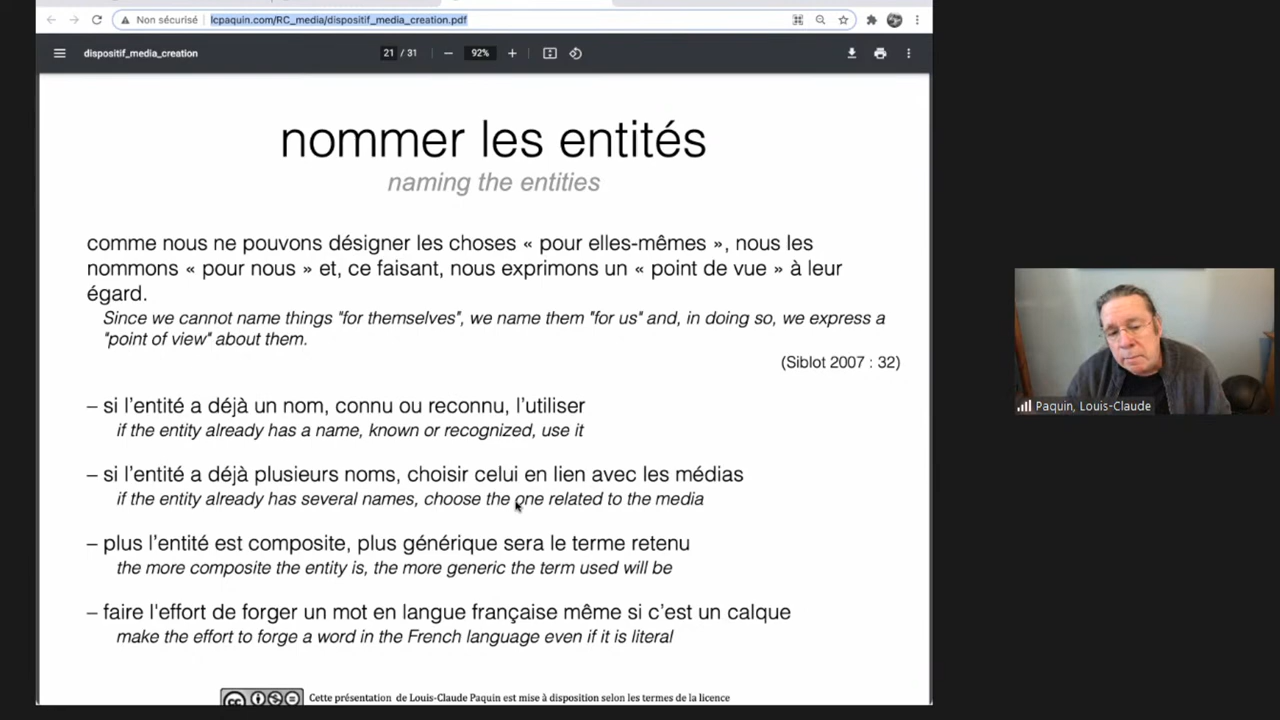 Non sécurisé
lcpaquin.com/RC_media/dispositif_media_creation.pdf
dispositif_media_creation
21 / 31
92%
nommer les entités
naming the entities
comme nous ne pouvons désigner les choses « pour elles-mêmes », nous les
nommons « pour nous » et, ce faisant, nous exprimons un « point de vue » à leur
égard.
Since we cannot name things "for themselves", we name them "for us" and, in doing so, we express a
"point of view" about them.
(Siblot 2007 : 32)
– si l’entité a déjà un nom, connu ou reconnu, l’utiliser
if the entity already has a name, known or recognized, use it
– si l’entité a déjà plusieurs noms, choisir celui en lien avec les médias
if the entity already has several names, choose the one related to the media
– plus l’entité est composite, plus générique sera le terme retenu
the more composite the entity is, the more generic the term used will be
– faire l'effort de forger un mot en langue française même si c’est un calque
make the effort to forge a word in the French language even if it is literal
Cette présentation de Louis-Claude Paquin est mise à disposition selon les termes de la licence
Paquin, Louis-Claude